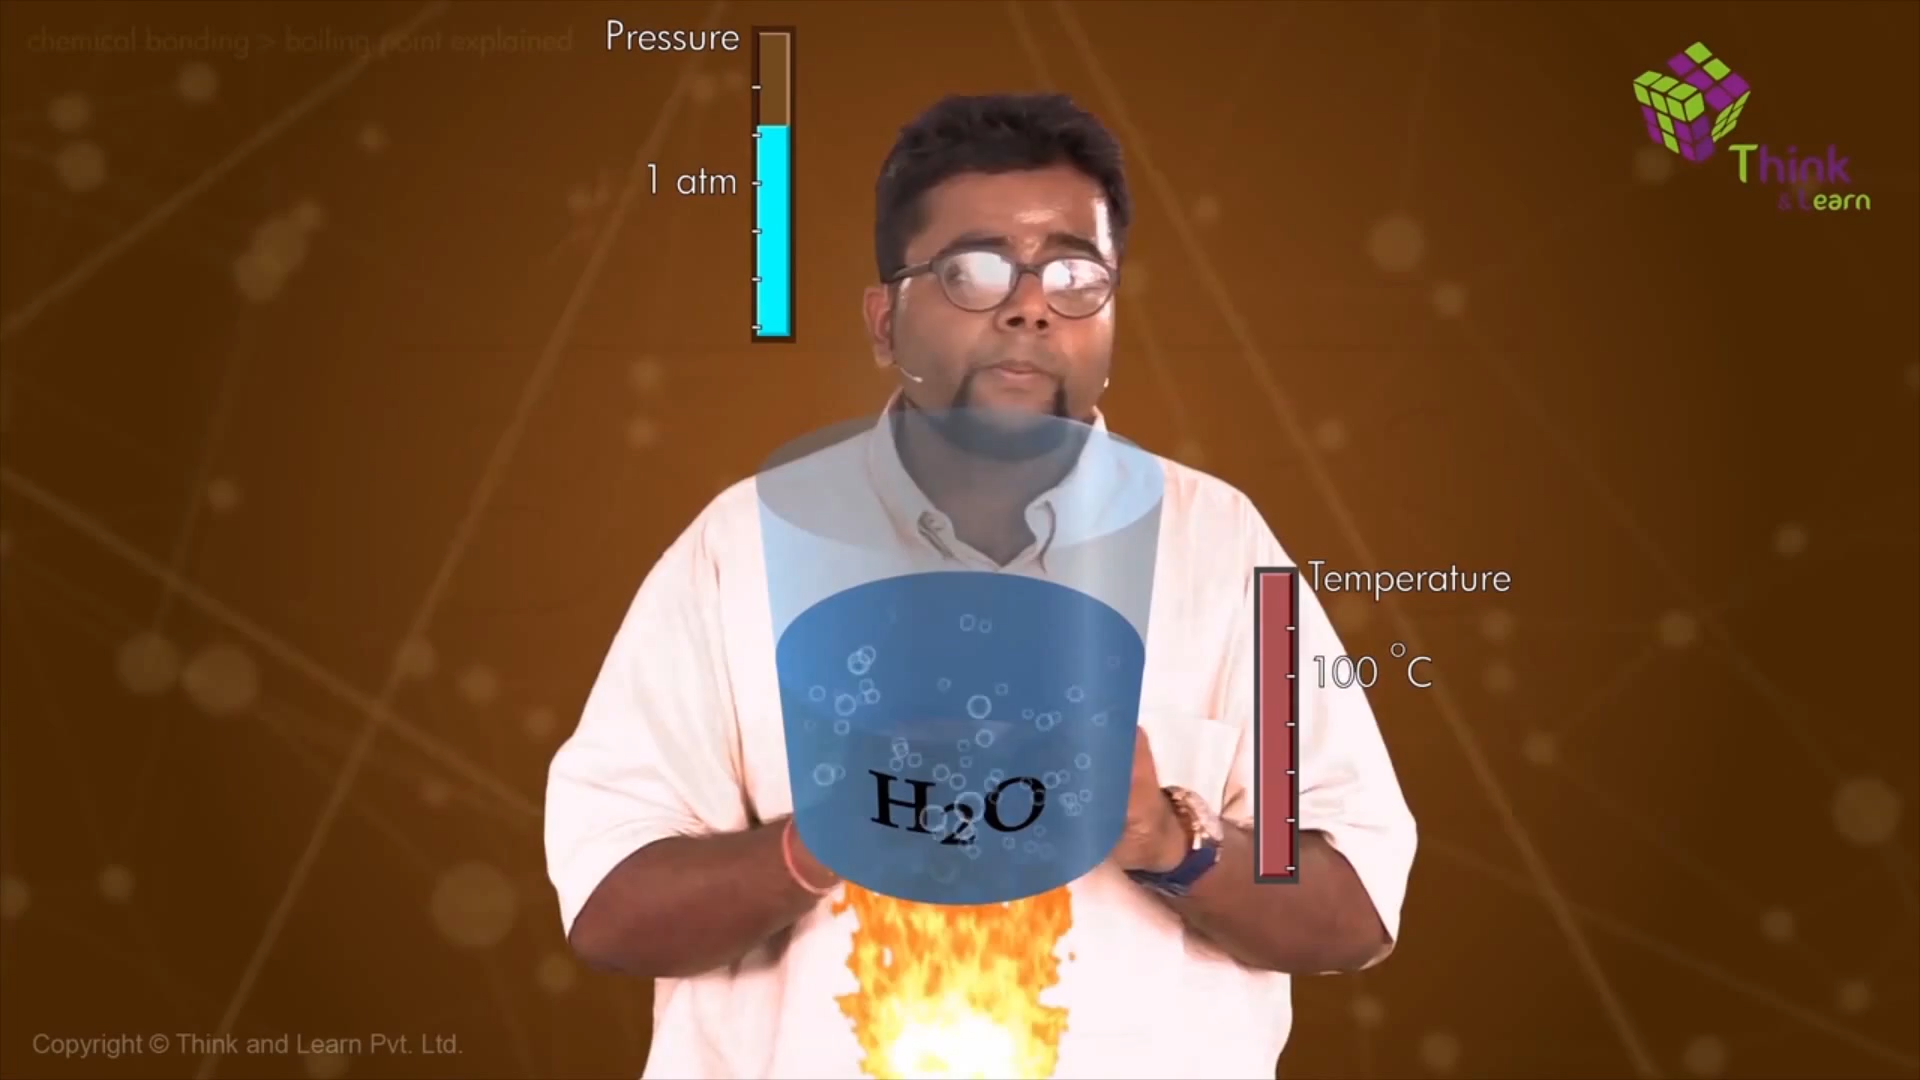 chemical bonding > boiling point explained
Pressure
1 atm
Think
& Learn
Temperature
100 °C
H2O
Copyright © Think and Learn Pvt. Ltd.